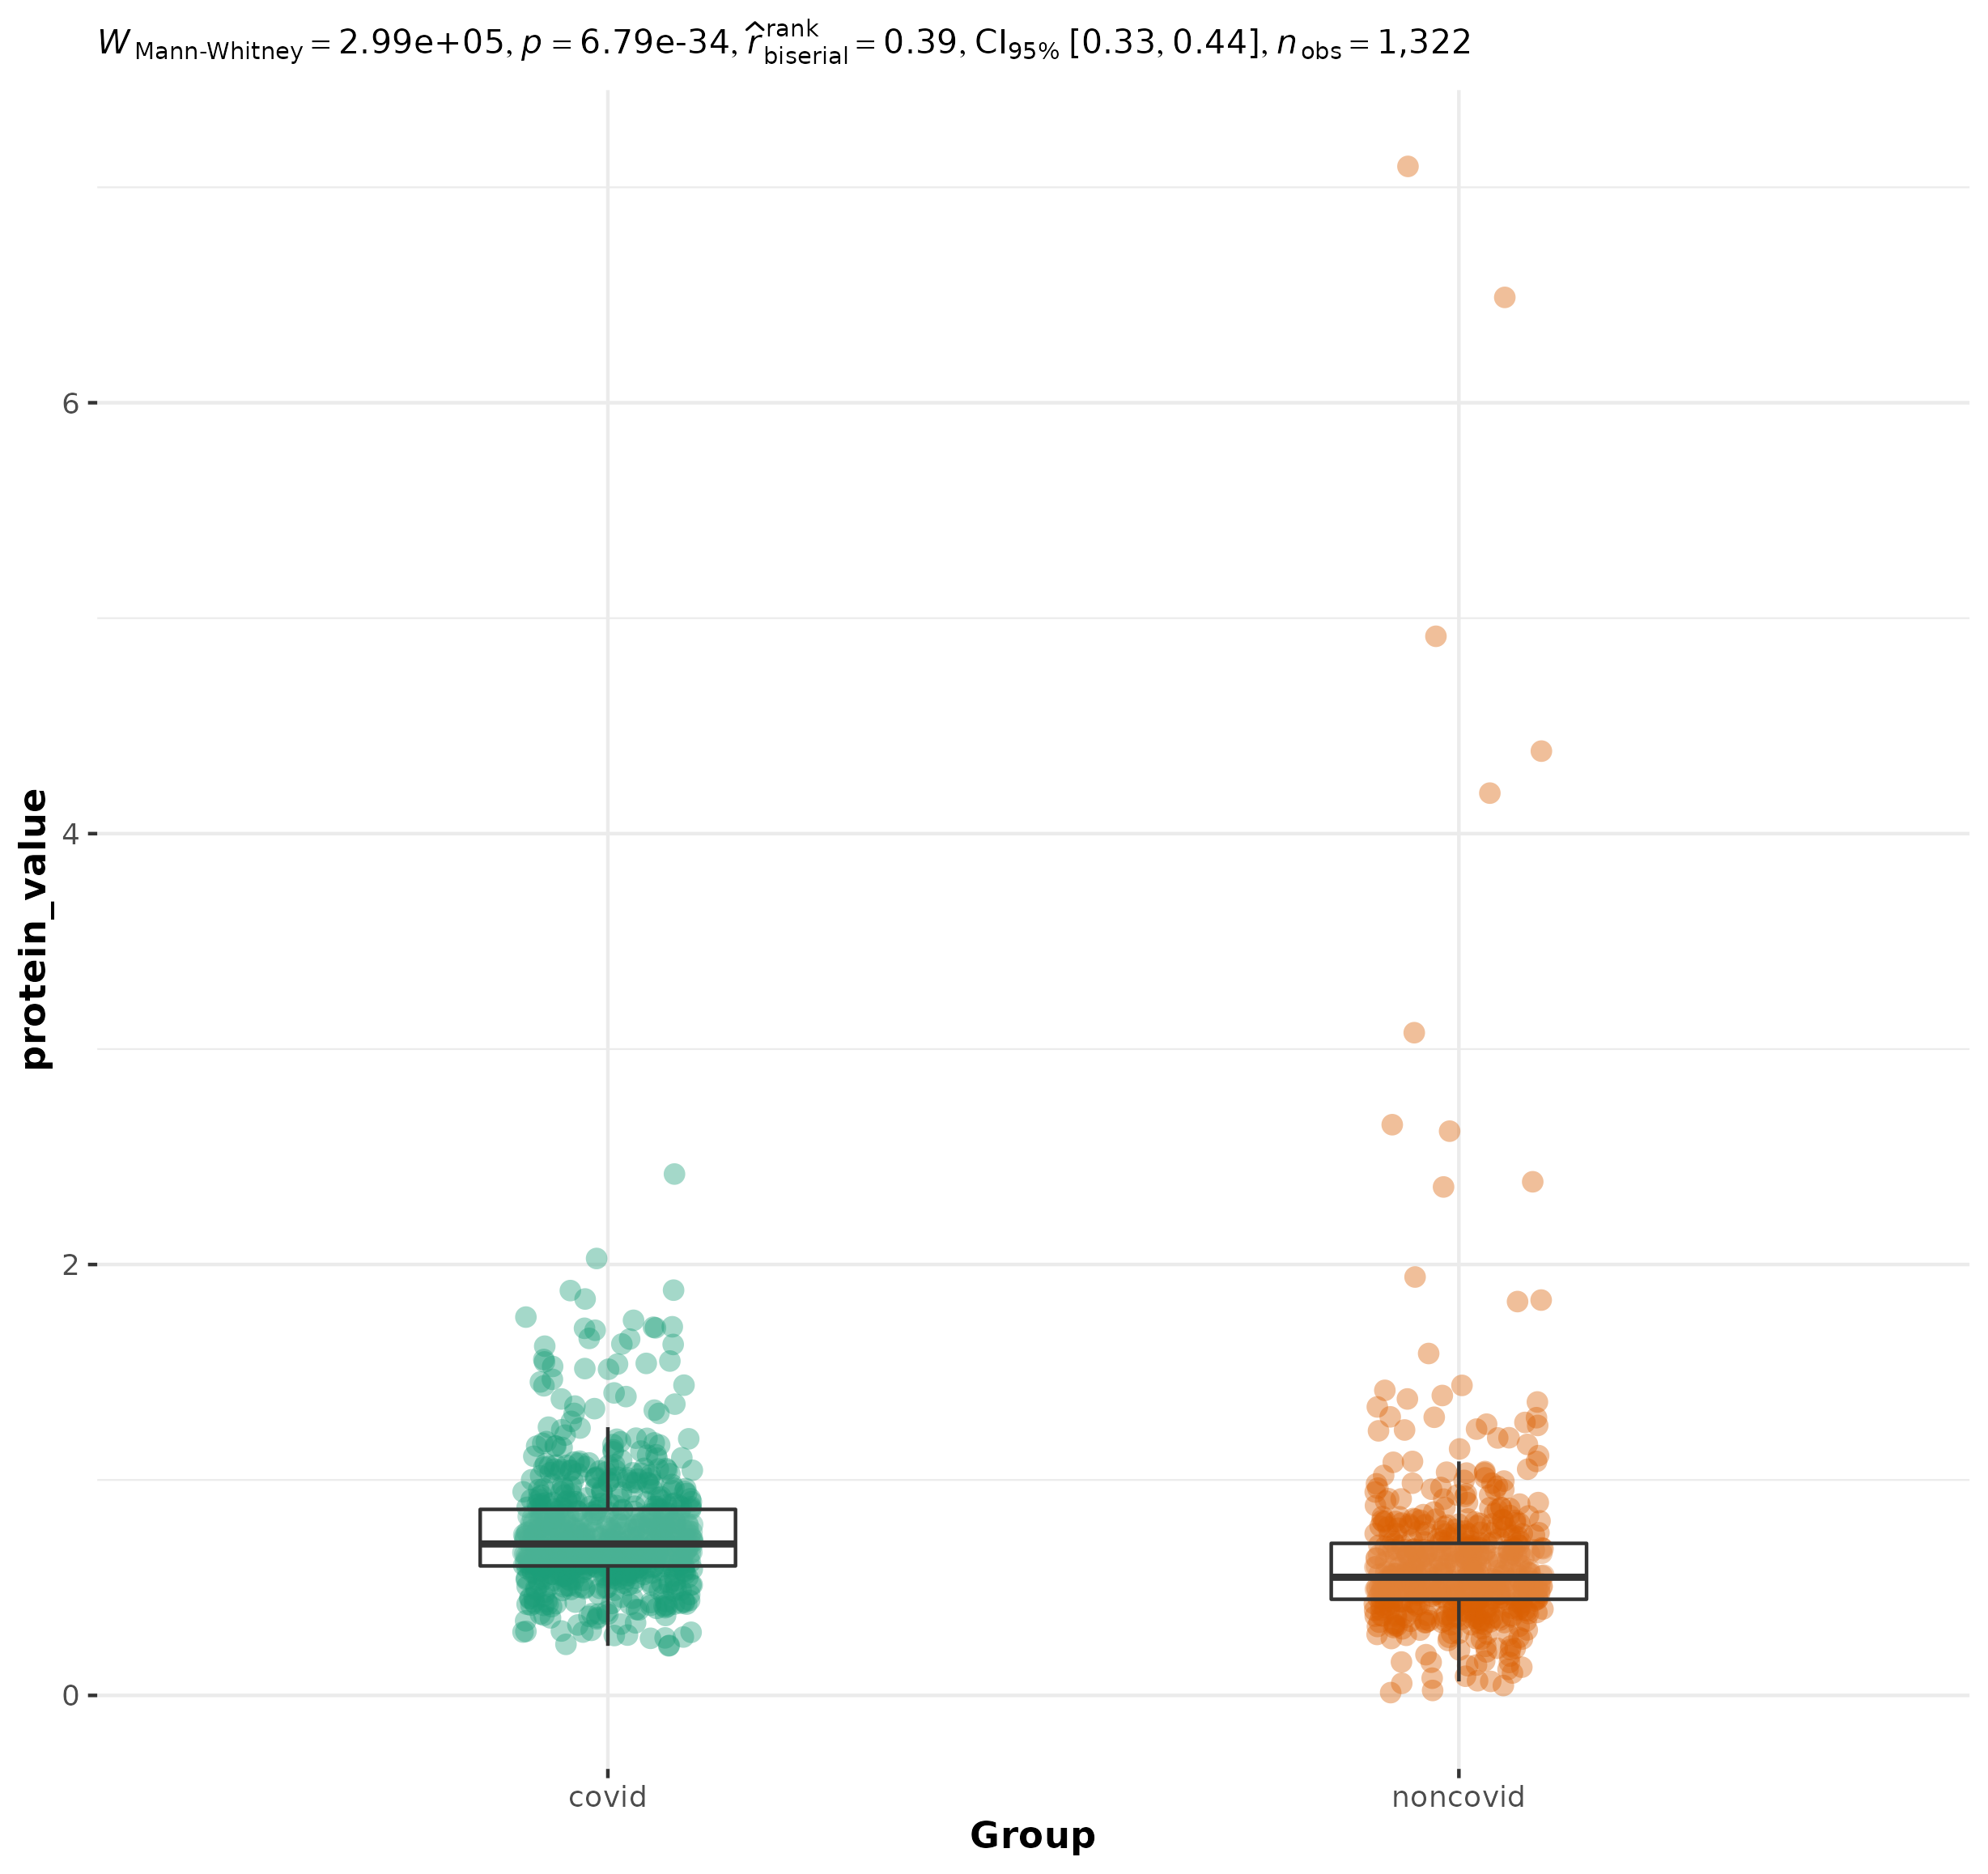 W Mann-Whitney = 2.99e+05, p = 6.79e-34, r̂ rank biserial = 0.39, CI95% [0.33, 0.44], nobs = 1,322
6
4
2
0
protein_value
covid noncovid
Group